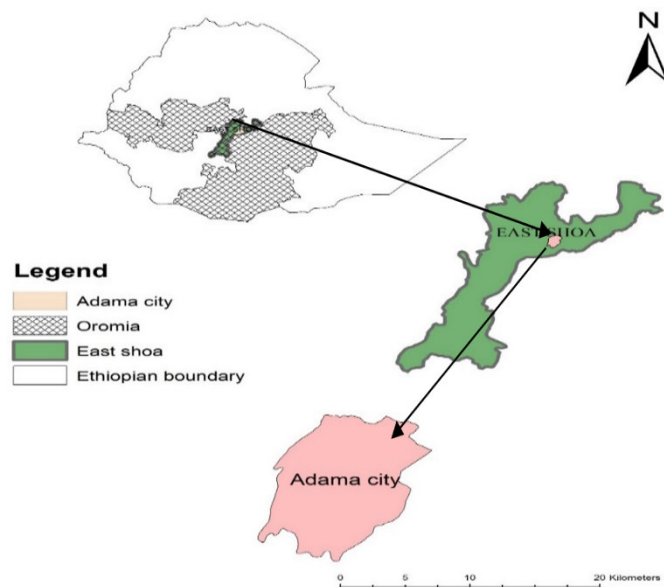 N
EAST SHOA
Legend
Adama city
Oromia
East shoa
Ethiopian boundary
Adama city
0 5 10 20 Kilometers